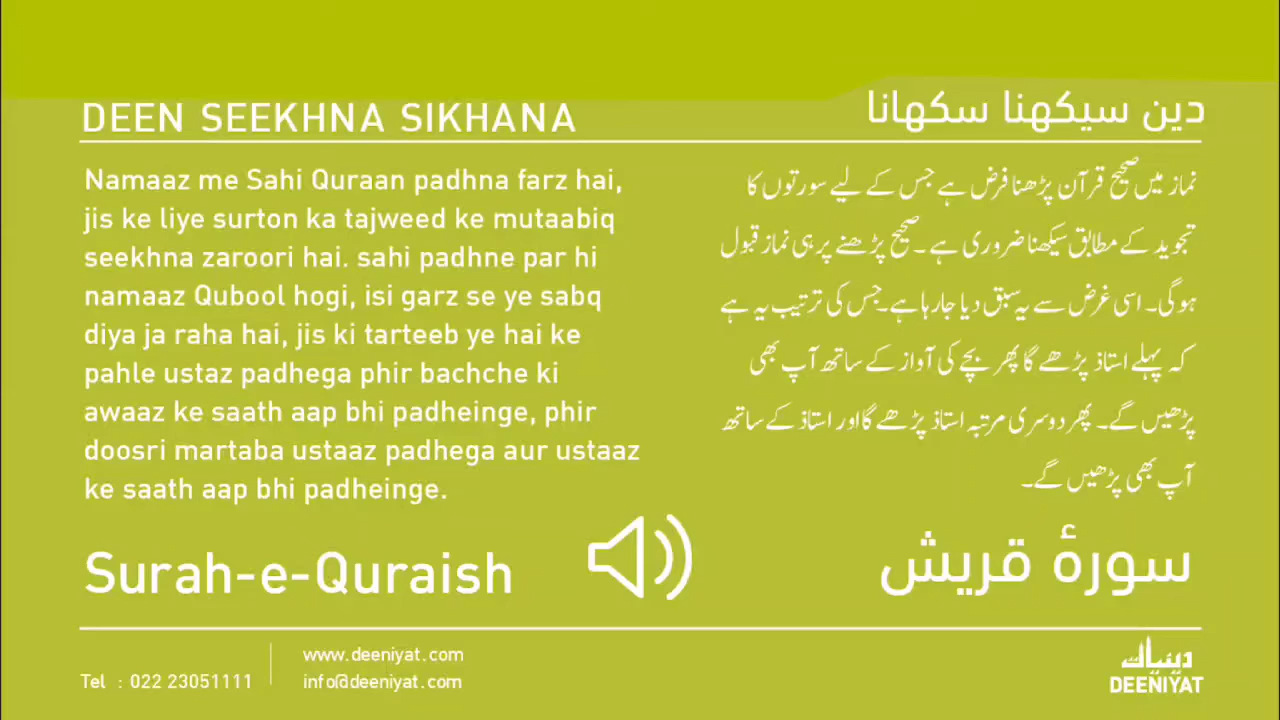 DEEN SEEKHNA SIKHANA
Namaaz me Sahi Quraan padhna farz hai,
jis ke liye surton ka tajweed ke mutaabiq
seekhna zaroori hai. sahi padhne par hi
namaaz Qubool hogi, isi garz se ye sabq
diya ja raha hai, jis ki tarteeb ye hai ke
pahle ustaz padhega phir bachche ki
awaaz ke saath aap bhi padheinge, phir
doosri martaba ustaaz padhega aur ustaaz
ke saath aap bhi padheinge.
Surah-e-Quraish
دین سیکھنا سکھانا
نماز میں صحیح قرآن پڑھنا فرض ہے جس کے لیے سورتوں کا
تجوید کے مطابق سیکھنا ضروری ہے۔ صحیح پڑھنے پر ہی نماز قبول
ہوگی۔ اسی غرض سے یہ سبق دیا جارہا ہے۔ جس کی ترتیب یہ ہے
کہ پہلے استاذ پڑھے گا پھر بچے کی آواز کے ساتھ آپ بھی
پڑھیں گے۔ پھر دوسری مرتبہ استاذ پڑھے گا اور استاذ کے ساتھ
آپ بھی پڑھیں گے۔
سورۂ قریش
Tel : 022 23051111
www.deeniyat.com
info@deeniyat.com
دینیات
DEENIYAT